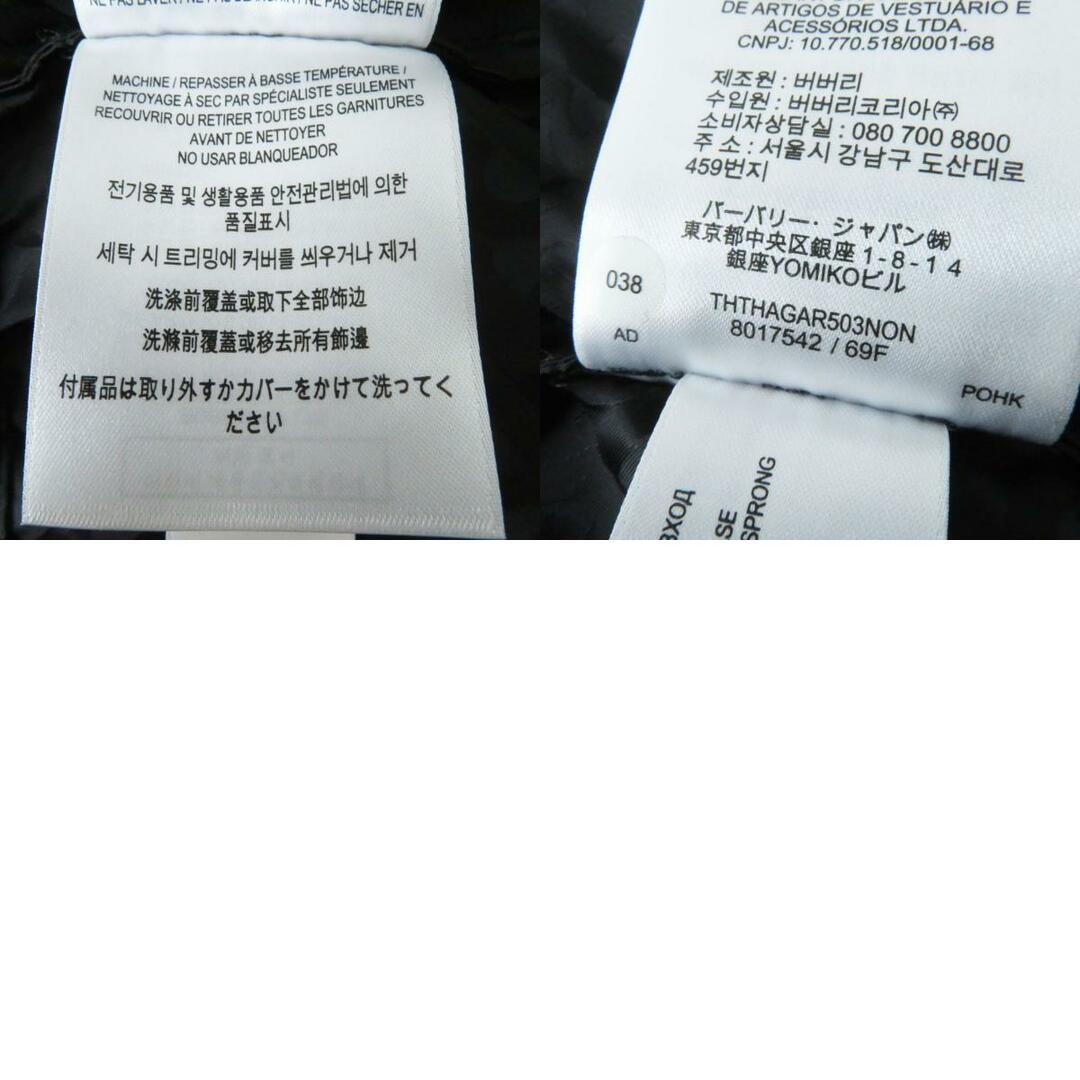 NE PAS SÉCHER EN
MACHINE / REPASSER À BASSE TEMPÉRATURE /
NETTOYAGE À SEC PAR SPÉCIALISTE SEULEMENT
RECOUVRIR OU RETIRER TOUTES LES GARNITURES
AVANT DE NETTOYER
NO USAR BLANQUEADOR
전기용품 및 생활용품 안전관리법에 의한
품질표시
세탁 시 트리밍에 커버를 씌우거나 제거
洗涤前覆盖或取下全部饰边
洗滌前覆蓋或移去所有飾邊
付属品は取り外すかカバーをかけて洗ってく
ださい
DE ARTIGOS DE VESTUÁRIO E
ACESSÓRIOS LTDA.
CNPJ: 10.770.518/0001-68
제조원 : 버버리
수입원 : 버버리코리아㈜
소비자상담실 : 080 700 8800
주 소 : 서울시 강남구 도산대로
459번지
バーバリー・ジャパン㈱
東京都中央区銀座 1-8-14
銀座YOMIKOビル
038
THTHAGAR503NON
AD
8017542 / 69F
POHK
ВХОД
SE
SPRONG